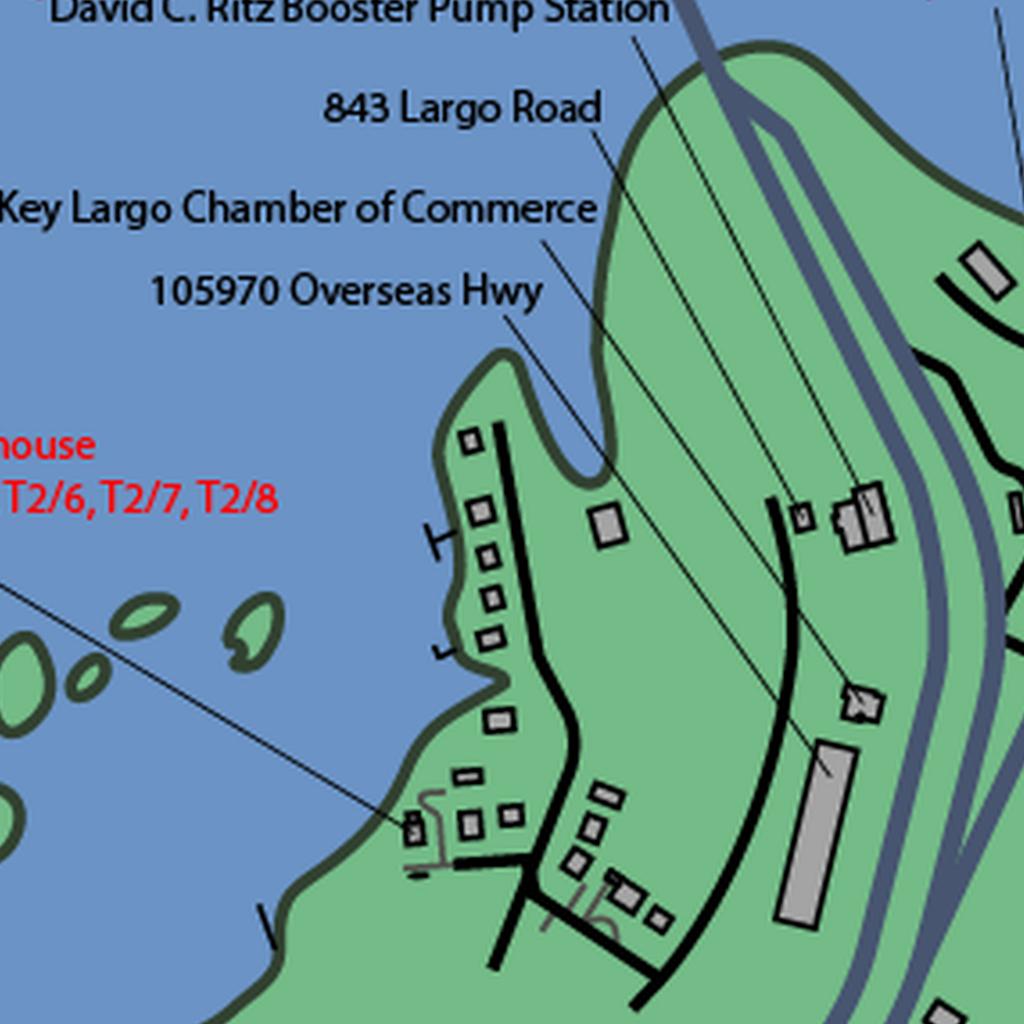 David C. Ritz Booster Pump Station
843 Largo Road
Key Largo Chamber of Commerce
105970 Overseas Hwy
T2/6, T2/7, T2/8